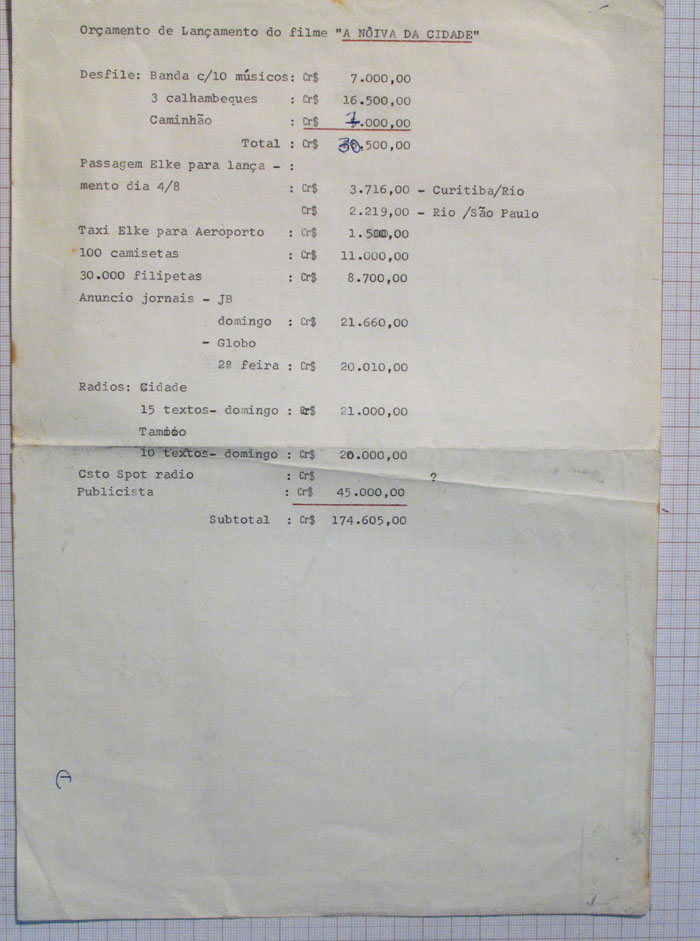 Orçamento de Lançamento do filme "A NÔIVA DA CIDADE"
Desfile: Banda c/10 músicos: Cr$ 7.000,00
3 calhambeques : Cr$ 16.500,00
Caminhão : Cr$ 7.000,00
Total : Cr$ 30.500,00
Passagem Elke para lança - :
mento dia 4/8 : Cr$ 3.716,00 - Curitiba/Rio
Cr$ 2.219,00 - Rio /São Paulo
Taxi Elke para Aeroporto : Cr$ 1.500,00
100 camisetas : Cr$ 11.000,00
30.000 filipetas : Cr$ 8.700,00
Anuncio jornais - JB
domingo : Cr$ 21.660,00
- Globo
2ª feira : Cr$ 20.010,00
Radios: Cidade
15 textos- domingo : Cr$ 21.000,00
Tamoio
10 textos- domingo : Cr$ 20.000,00
Csto Spot radio : Cr$ ?
Publicista : Cr$ 45.000,00
Subtotal : Cr$ 174.605,00